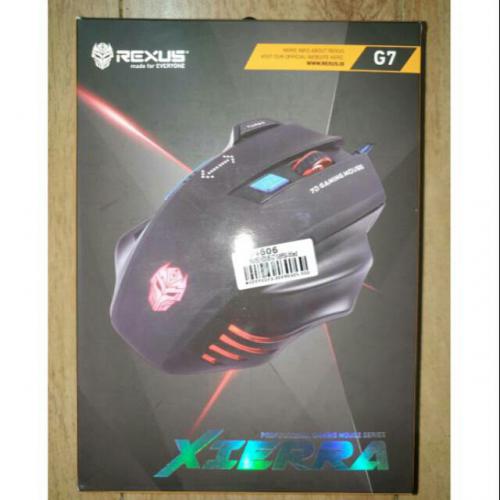 REXUS®
made for EVERYONE
MORE INFO ABOUT REXUS,
VISIT OUR OFFICIAL WEBSITE HERE:
WWW.REXUS.ID
G7
7D GAMING MOUSE
PROFESSIONAL GAMING MOUSE SERIES
XIERRA